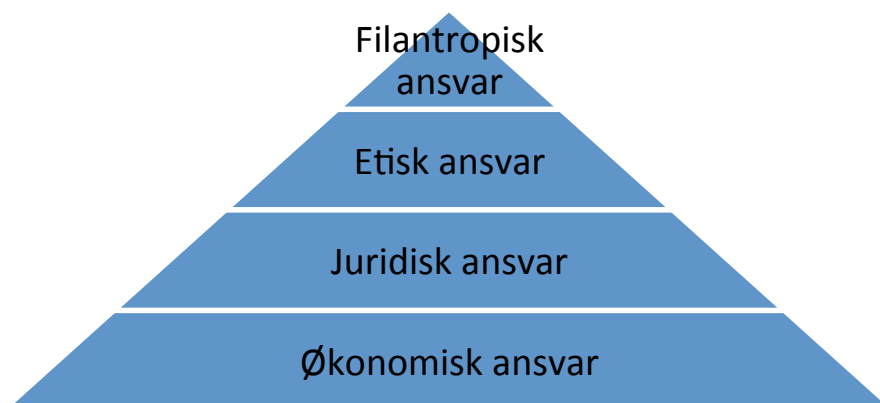 Filantropisk
ansvar
Etisk ansvar
Juridisk ansvar
Økonomisk ansvar